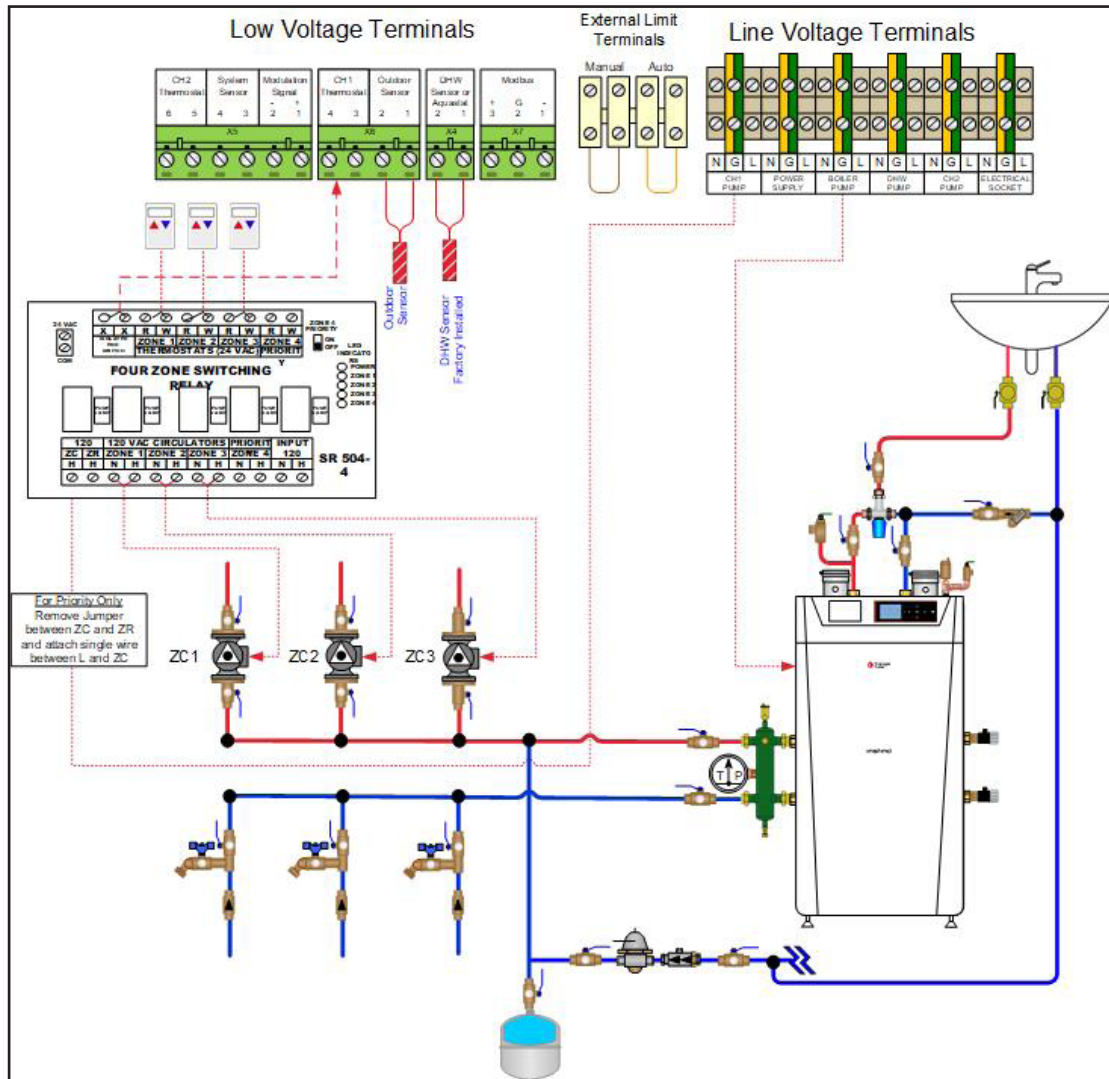 Low Voltage Terminals
External Limit
Terminals
Line Voltage Terminals
Manual
Auto
CH2
Thermostat
6 5
System
Sensor
4 3
Modulation
Signal
- +
2 1
X5
CH1
Thermostat
4 3
Outdoor
Sensor
2 1
X6
DHW
Sensor or
Aquastat
2 1
X4
Modbus
+ G -
3 2 1
X7
N G L N G L N G L N G L N G L N G L
CH1
PUMP
POWER
SUPPLY
BOILER
PUMP
DHW
PUMP
CH2
PUMP
ELECTRICAL
SOCKET
Outdoor
Sensor
DHW Sensor
Factory Installed
24 VAC
COM
X X R W R W R W R W
ZONE 1 ZONE 2 ZONE 3 ZONE 4
THERMOSTATS (24 VAC) PRIORIT
Y
ZONE 4
PRIORITY
ON
OFF
LED
INDICATO
RS
POWER
ZONE 1
ZONE 2
ZONE 3
ZONE 4
FOUR ZONE SWITCHING
RELAY
120
120 VAC CIRCULATORS
PRIORIT
INPUT
ZC ZR
ZONE 1 ZONE 2 ZONE 3 ZONE 4
120
H H N H N H N H N H N H
SR 504-
4
For Priority Only
Remove Jumper
between ZC and ZR
and attach single wire
between L and ZC
ZC1
ZC2
ZC3
T P